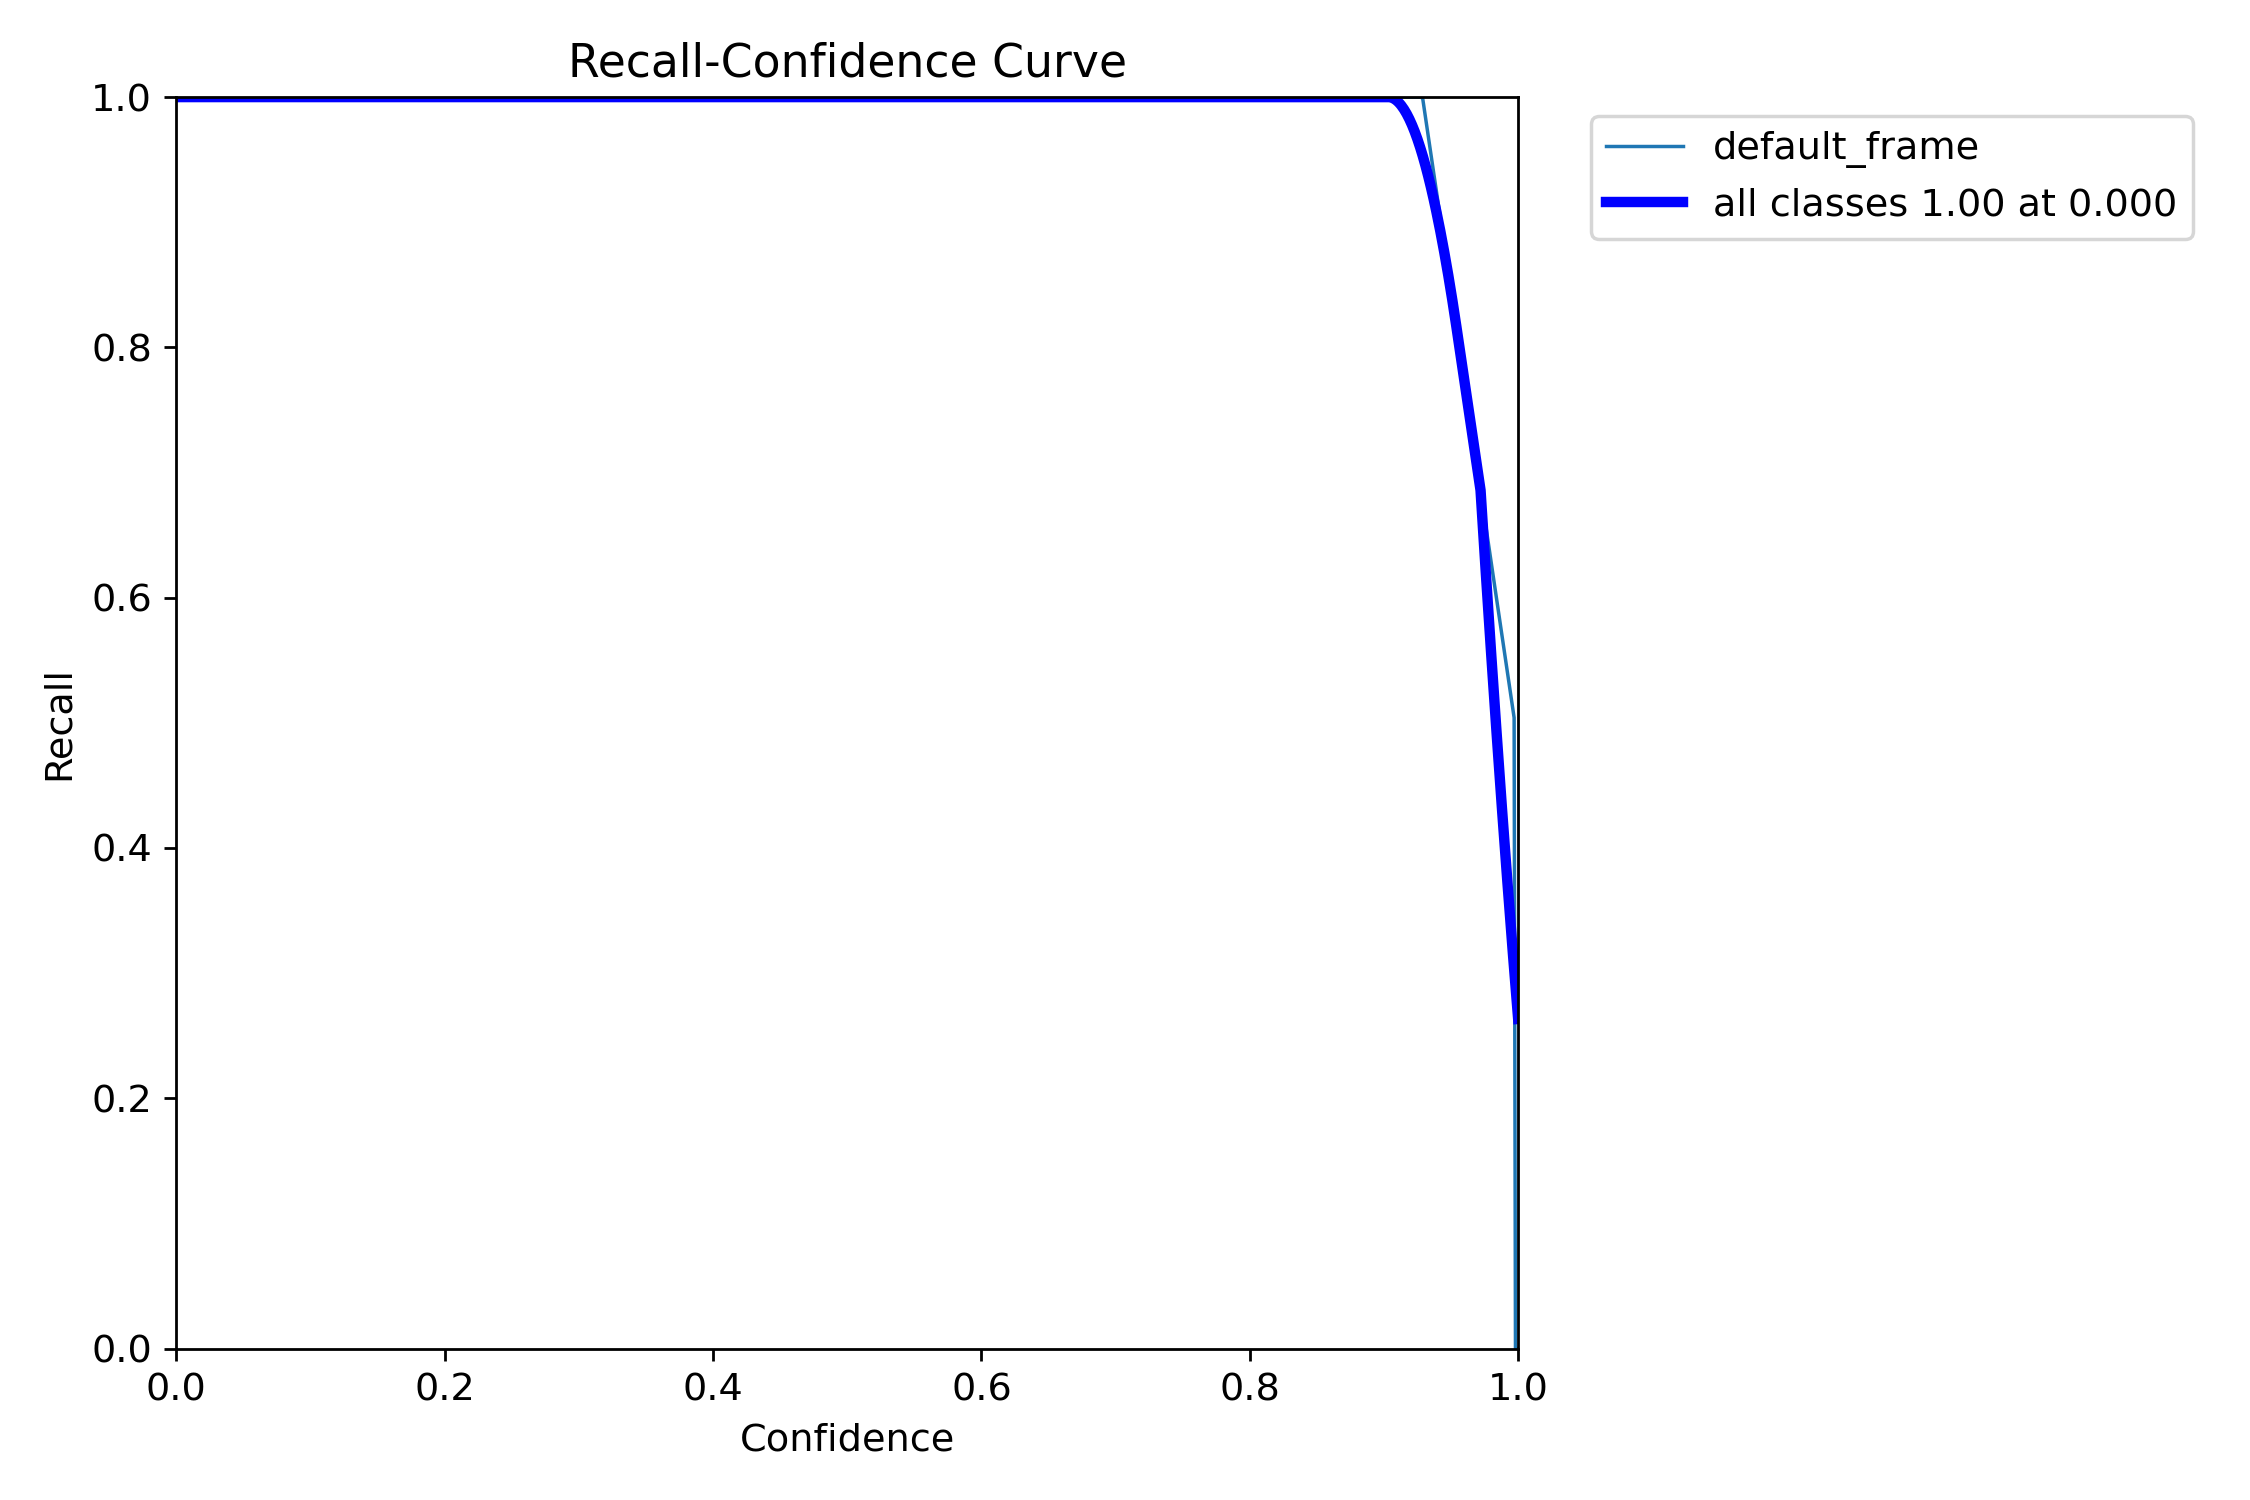 Recall-Confidence Curve
1.0
0.8
0.6
0.4
0.2
0.0
Recall
0.0 0.2 0.4 0.6 0.8 1.0
Confidence
default_frame
all classes 1.00 at 0.000